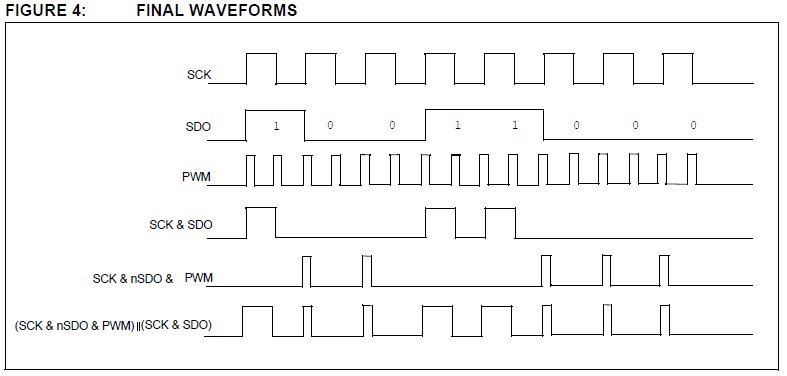 FIGURE 4: FINAL WAVEFORMS
SCK
SDO 1 0 0 1 1 0 0 0
PWM
SCK & SDO
SCK & nSDO & PWM
(SCK & nSDO & PWM)||(SCK & SDO)